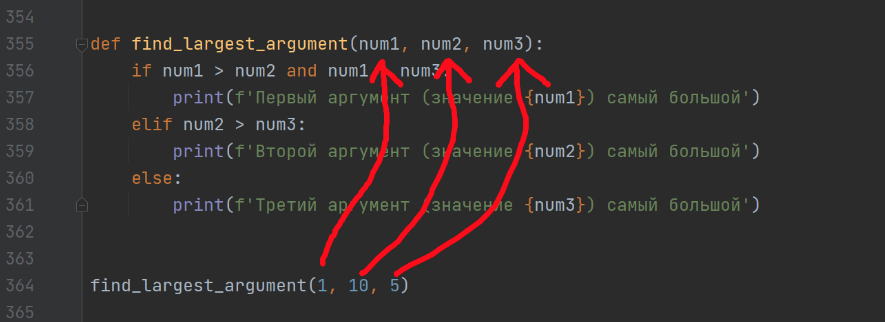 354
355 def find_largest_argument(num1, num2, num3):
356 if num1 > num2 and num1 num3:
357 print(f'Первый аргумент (значение {num1}) самый большой')
358 elif num2 > num3:
359 print(f'Второй аргумент (значение {num2}) самый большой')
360 else:
361 print(f'Третий аргумент (значение {num3}) самый большой')
362
363
364 find_largest_argument(1, 10, 5)
365